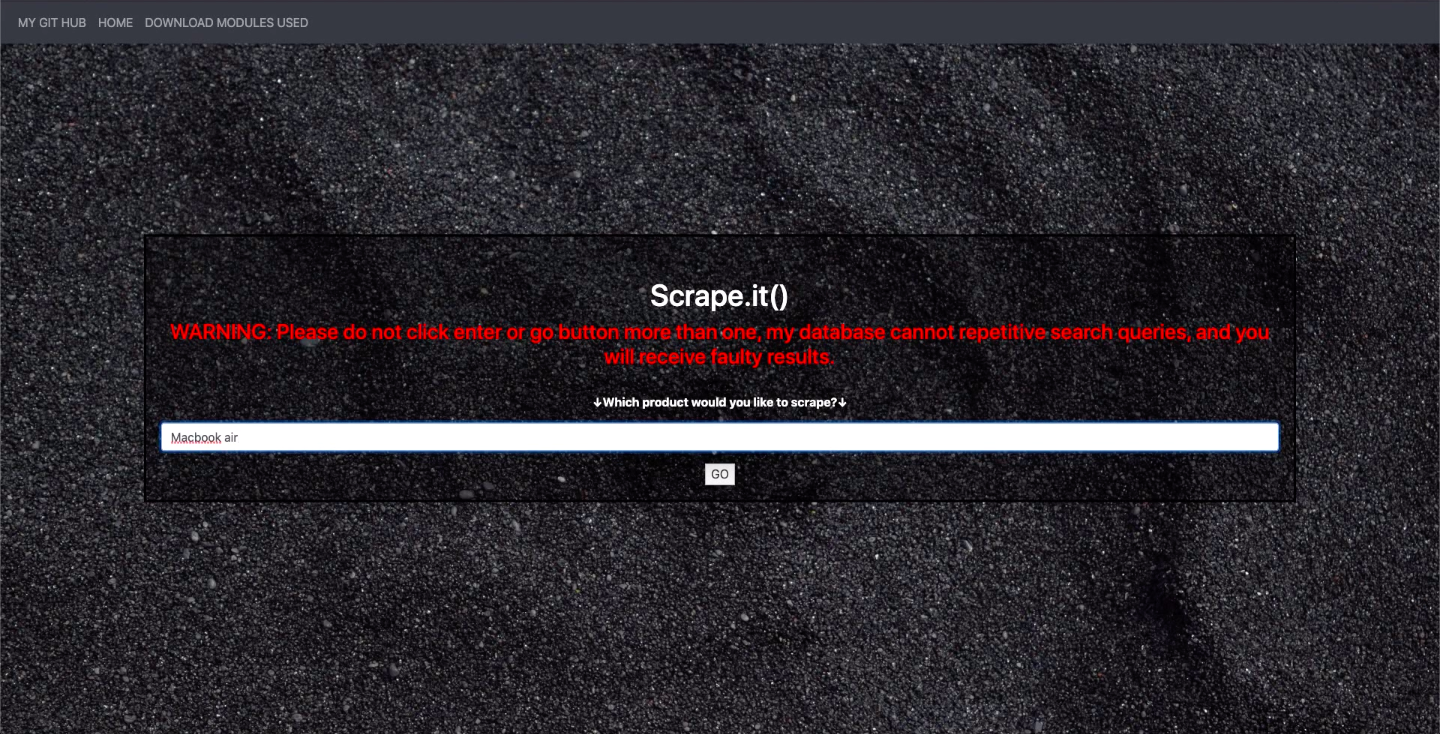 MY GIT HUB HOME DOWNLOAD MODULES USED
Scrape.it()
WARNING: Please do not click enter or go button more than one, my database cannot repetitive search queries, and you
will receive faulty results.
↓Which product would you like to scrape?↓
Macbook air
GO